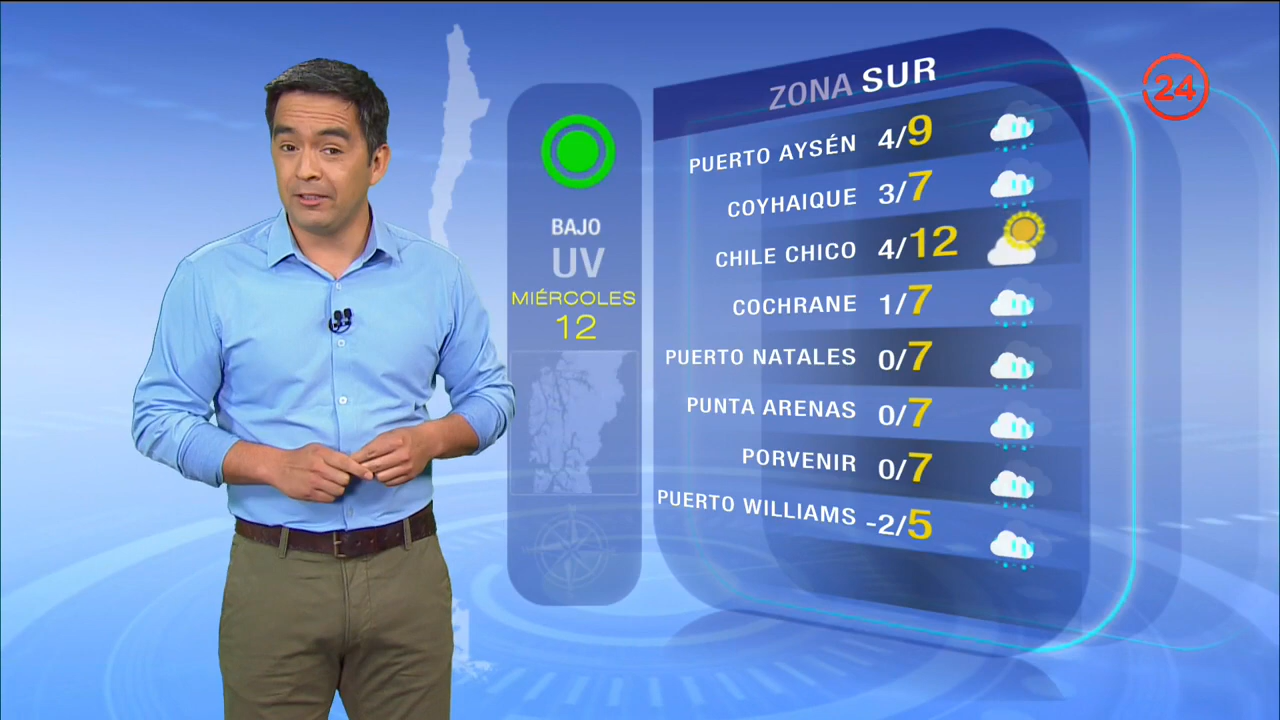 ZONA SUR
24
BAJO
UV
MIÉRCOLES
12
PUERTO AYSÉN 4/9
COYHAIQUE 3/7
CHILE CHICO 4/12
COCHRANE 1/7
PUERTO NATALES 0/7
PUNTA ARENAS 0/7
PORVENIR 0/7
PUERTO WILLIAMS -2/5